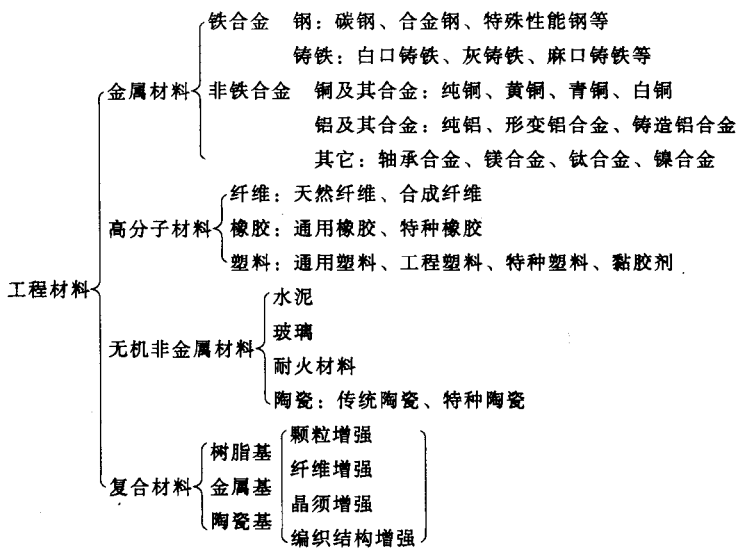 铁合金 钢：碳钢、合金钢、特殊性能钢等
铸铁：白口铸铁、灰铸铁、麻口铸铁等
金属材料
非铁合金 铜及其合金：纯铜、黄铜、青铜、白铜
铝及其合金：纯铝、形变铝合金、铸造铝合金
其它：轴承合金、镁合金、钛合金、镍合金
纤维：天然纤维、合成纤维
高分子材料
橡胶：通用橡胶、特种橡胶
塑料：通用塑料、工程塑料、特种塑料、黏胶剂
工程材料
水泥
玻璃
无机非金属材料
耐火材料
陶瓷：传统陶瓷、特种陶瓷
复合材料
树脂基
金属基
陶瓷基
颗粒增强
纤维增强
晶须增强
编织结构增强